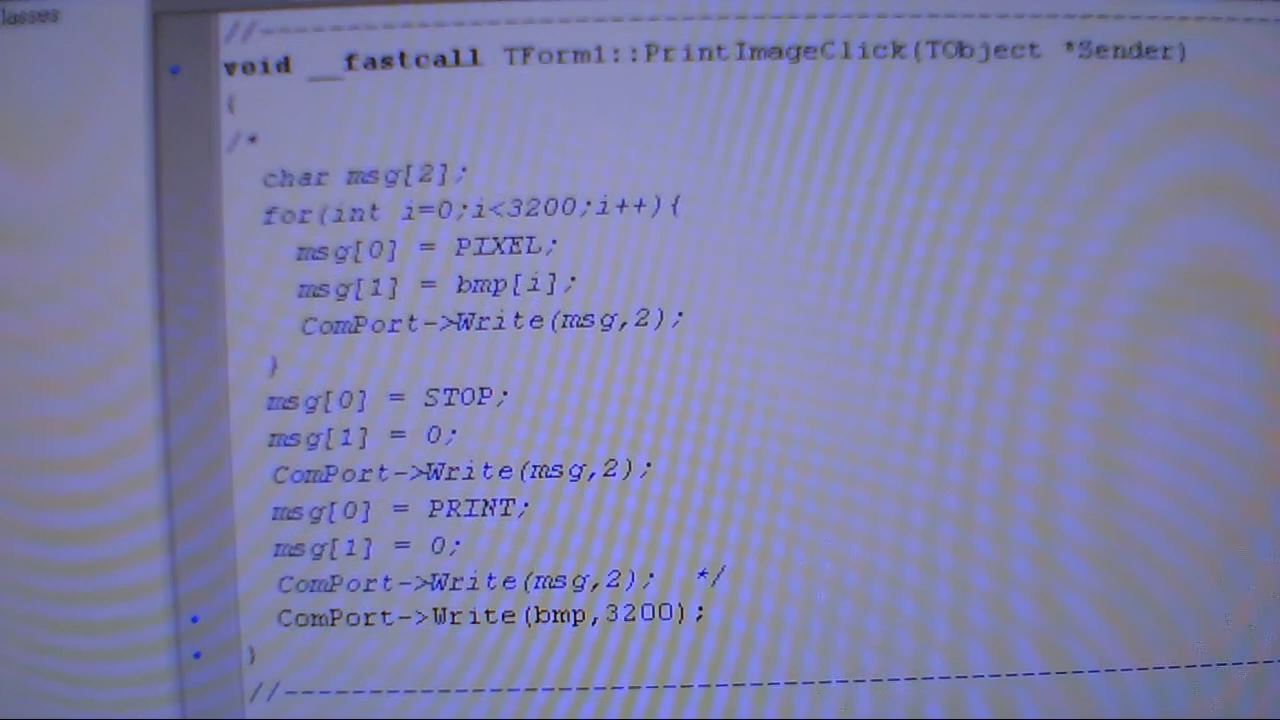 lasses
//------------------------------------------------------------
void __fastcall TForm1::PrintImageClick(TObject *Sender)
{
/*
char msg[2];
for(int i=0;i<3200;i++){
msg[0] = PIXEL;
msg[1] = bmp[i];
ComPort->Write(msg,2);
}
msg[0] = STOP;
msg[1] = 0;
ComPort->Write(msg,2);
msg[0] = PRINT;
msg[1] = 0;
ComPort->Write(msg,2); */
ComPort->Write(bmp,3200);
}
//------------------------------------------------------------